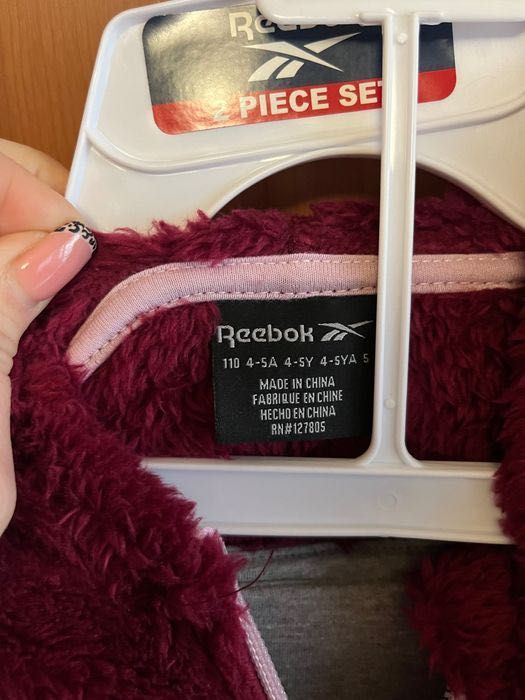 Reebok
2 PIECE SET
Reebok
110 4-5A 4-5Y 4-5YA 5
MADE IN CHINA
FABRIQUE EN CHINE
HECHO EN CHINA
RN#127805